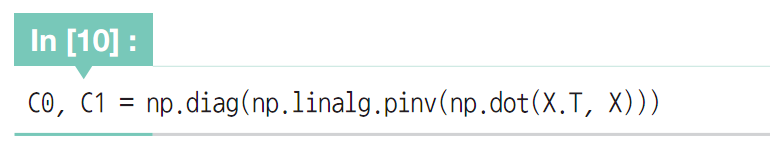 In [10] :
C0, C1 = np.diag(np.linalg.pinv(np.dot(X.T, X)))